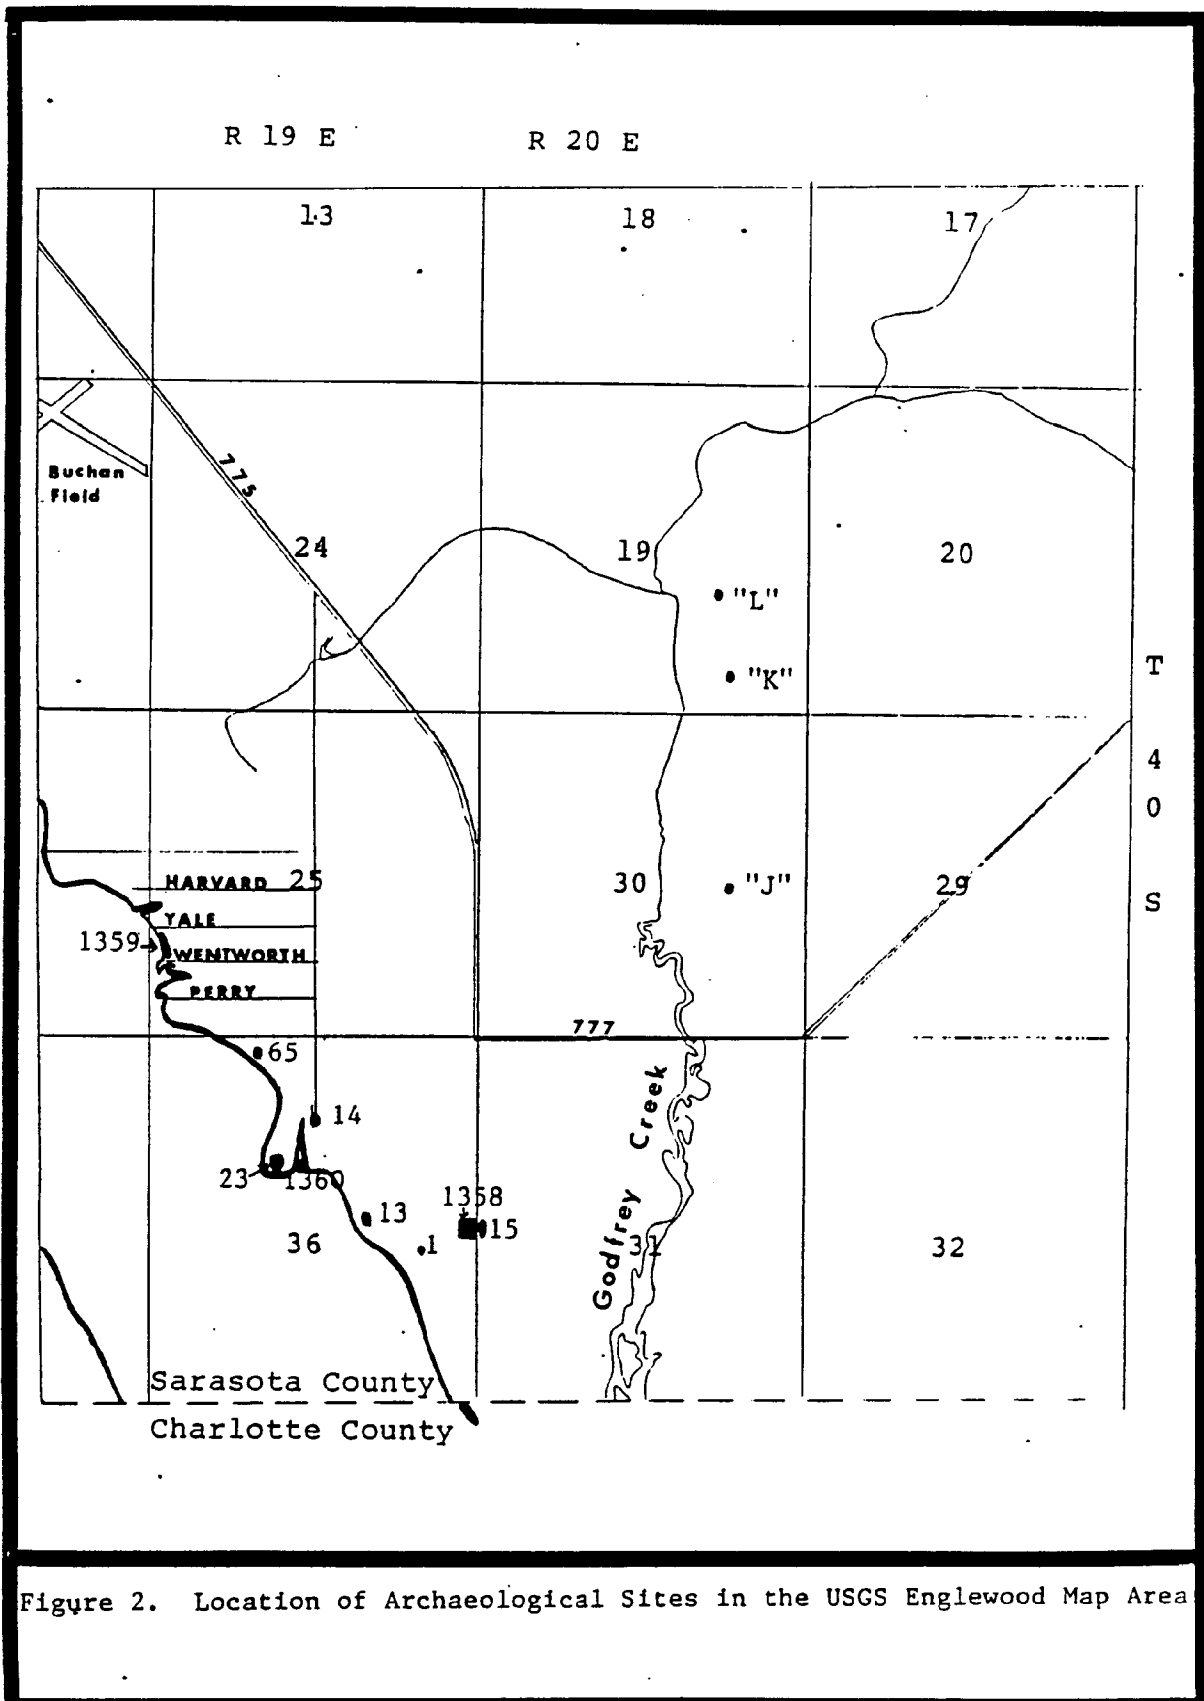 R 19 E R 20 E
13 18 17
Buchan
Field
775
24 19 20
"L"
"K"
T
4
0
S
HARVARD 25 30 "J" 29
YALE
1359
WENTWORTH
PERRY
777
65
14
Godfrey Creek
23 1360
1358
13 15
36 1 31 32
Sarasota County
Charlotte County
Figure 2. Location of Archaeological Sites in the USGS Englewood Map Area